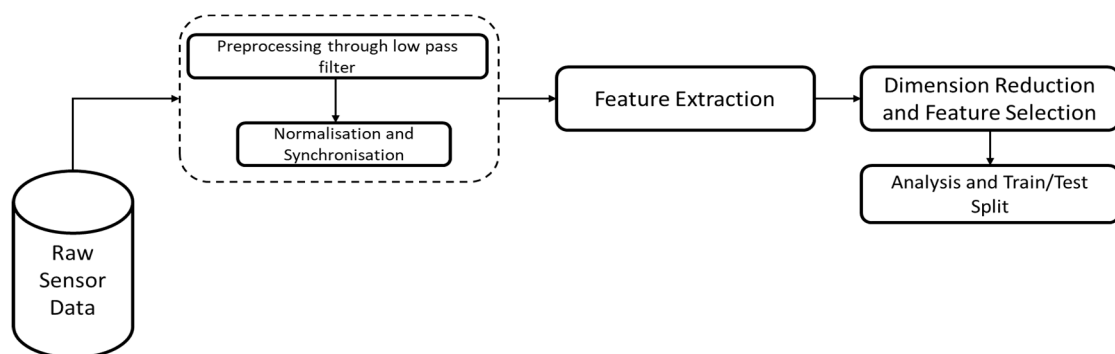 Preprocessing through low pass
filter
Normalisation and
Synchronisation
Feature Extraction
Dimension Reduction
and Feature Selection
Analysis and Train/Test
Split
Raw
Sensor
Data